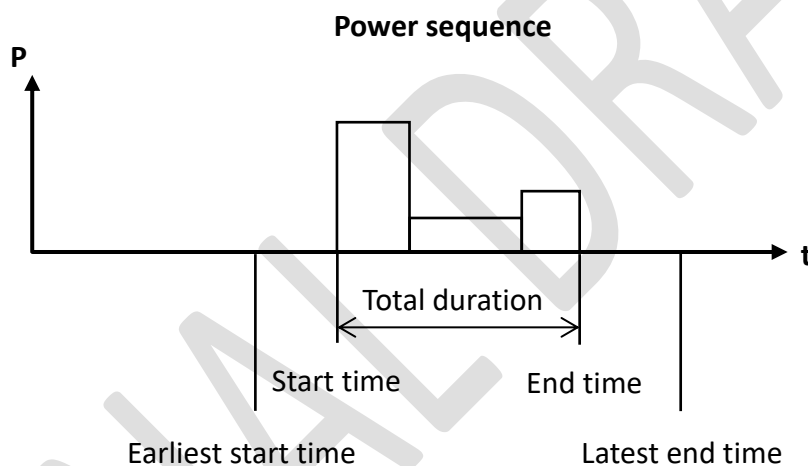 Power sequence
P
t
Total duration
Start time
End time
Earliest start time
Latest end time